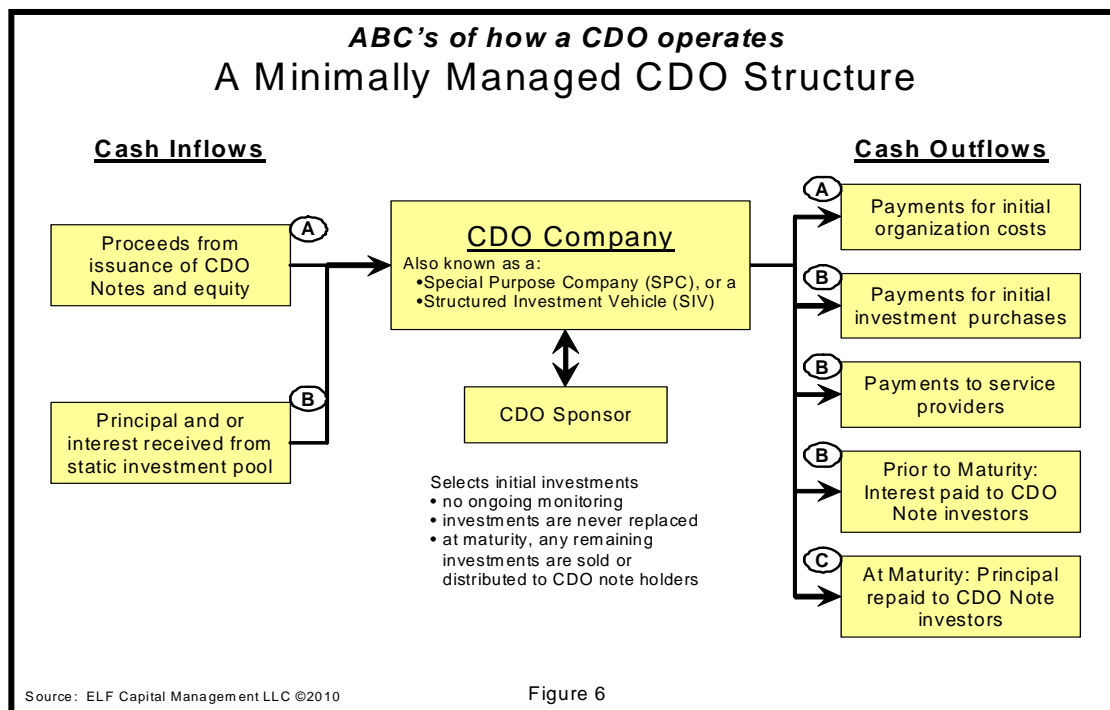 ABC's of how a CDO operates
A Minimally Managed CDO Structure
Cash Inflows
A
Proceeds from
issuance of CDO
Notes and equity
B
Principal and or
interest received from
static investment pool
CDO Company
Also known as a:
•Special Purpose Company (SPC), or a
•Structured Investment Vehicle (SIV)
CDO Sponsor
Selects initial investments
• no ongoing monitoring
• investments are never replaced
• at maturity, any remaining
investments are sold or
distributed to CDO note holders
Cash Outflows
A
Payments for initial
organization costs
B
Payments for initial
investment purchases
B
Payments to service
providers
B
Prior to Maturity:
Interest paid to CDO
Note investors
C
At Maturity: Principal
repaid to CDO Note
investors
Source: ELF Capital Management LLC ©2010
Figure 6